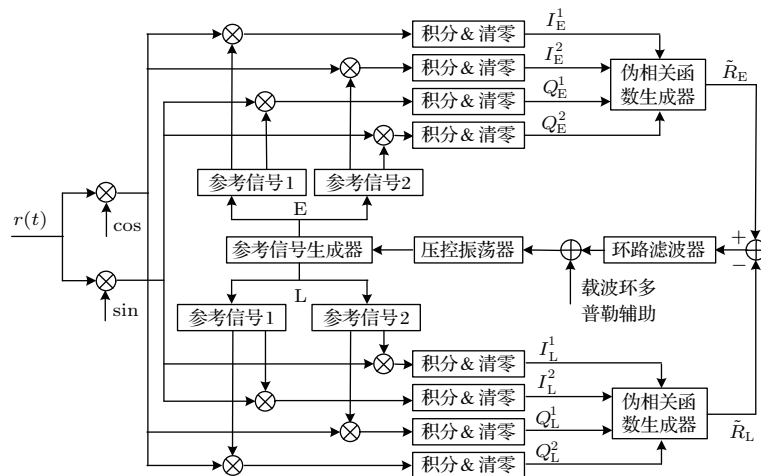 积分&清零
I_E^1
积分&清零
I_E^2
伪相关函
数生成器
R̃_E
积分&清零
Q_E^1
积分&清零
Q_E^2
参考信号1
参考信号2
r(t)
cos
E
参考信号生成器
压控振荡器
环路滤波器
+
−
sin
L
载波环多
普勒辅助
参考信号1
参考信号2
积分&清零
I_L^1
积分&清零
I_L^2
伪相关函
数生成器
R̃_L
积分&清零
Q_L^1
积分&清零
Q_L^2